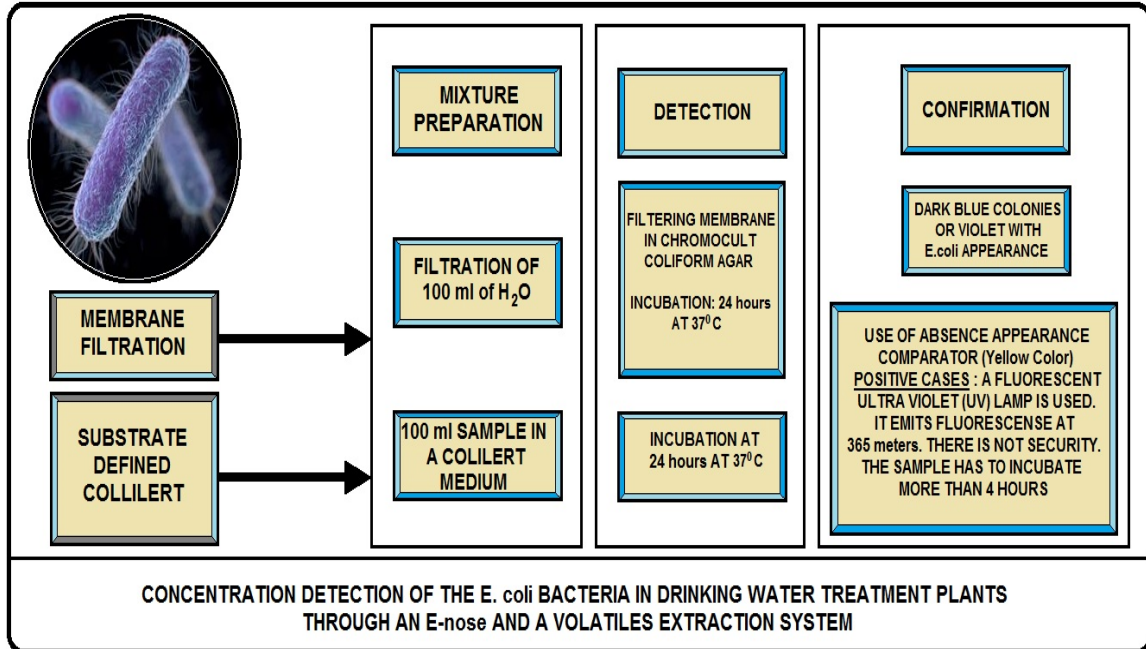 MIXTURE
PREPARATION
DETECTION
CONFIRMATION
MEMBRANE
FILTRATION
FILTRATION OF
100 ml of H₂O
FILTERING MEMBRANE
IN CHROMOCULT
COLIFORM AGAR
INCUBATION: 24 hours
AT 37⁰ C
DARK BLUE COLONIES
OR VIOLET WITH
E.coli APPEARANCE
SUBSTRATE
DEFINED
COLLILERT
100 ml SAMPLE IN
A COLILERT
MEDIUM
INCUBATION AT
24 hours AT 37⁰ C
USE OF ABSENCE APPEARANCE
COMPARATOR (Yellow Color)
POSITIVE CASES : A FLUORESCENT
ULTRA VIOLET (UV) LAMP IS USED.
IT EMITS FLUORESCENSE AT
365 meters. THERE IS NOT SECURITY.
THE SAMPLE HAS TO INCUBATE
MORE THAN 4 HOURS
CONCENTRATION DETECTION OF THE E. coli BACTERIA IN DRINKING WATER TREATMENT PLANTS
THROUGH AN E-nose AND A VOLATILES EXTRACTION SYSTEM